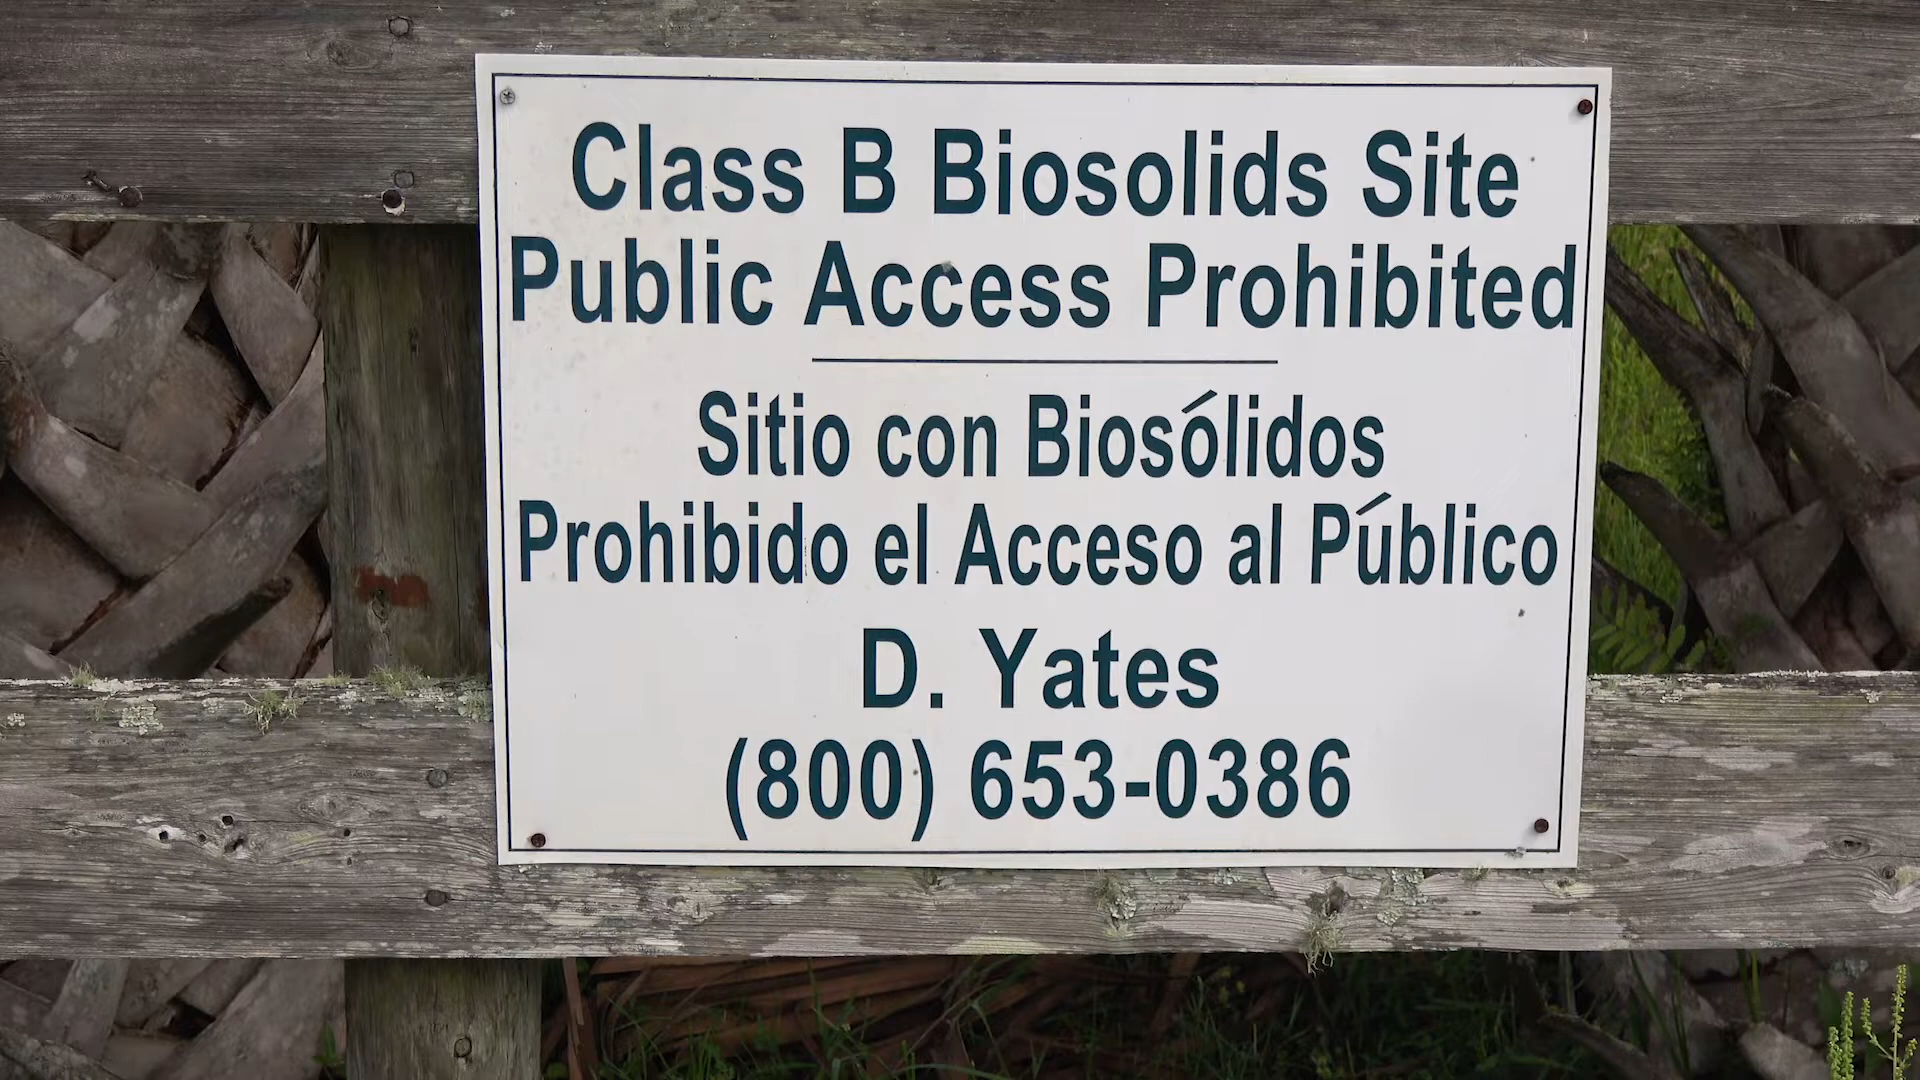 Class B Biosolids Site
Public Access Prohibited
Sitio con Biosólidos
Prohibido el Acceso al Público
D. Yates
(800) 653-0386